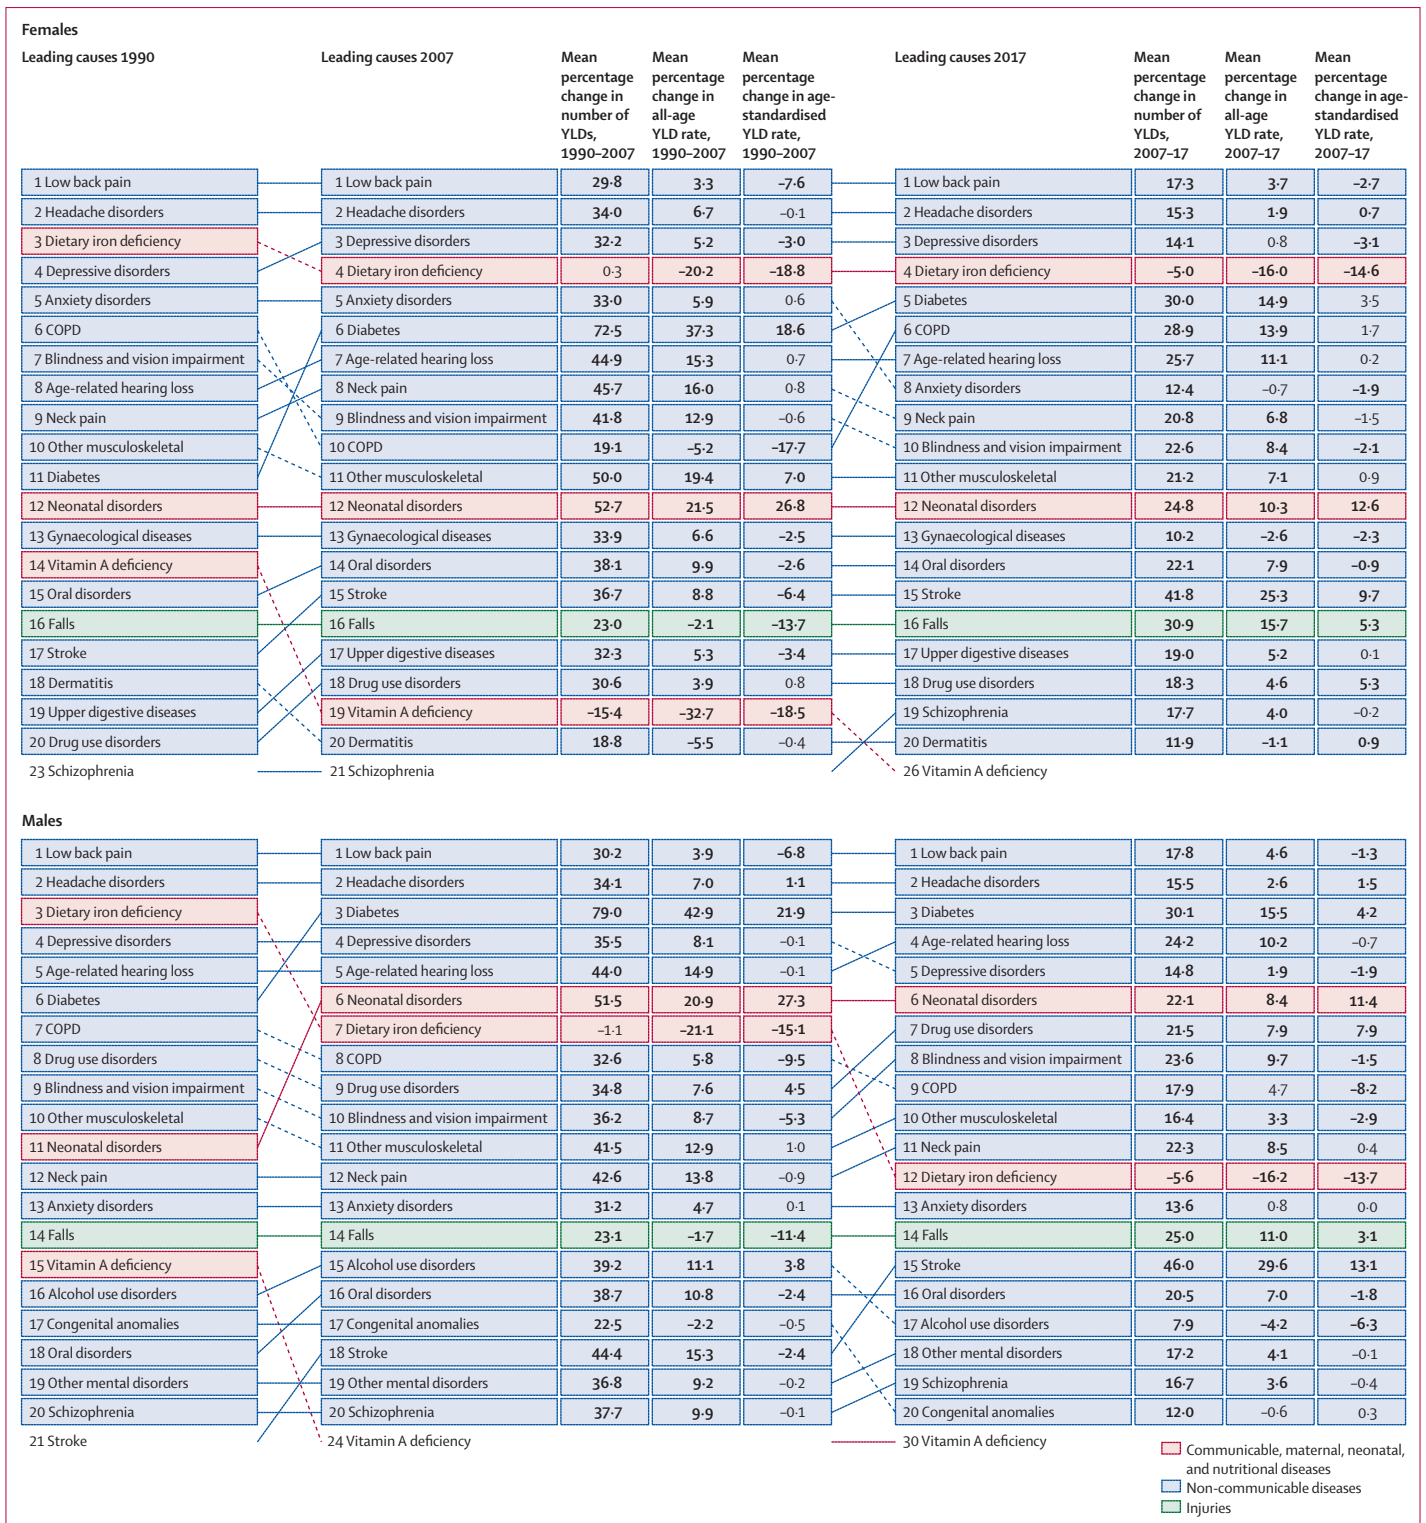 Females
Leading causes 1990 Leading causes 2007 Mean percentage change in number of YLDs, 1990–2007 Mean percentage change in all-age YLD rate, 1990–2007 Mean percentage change in age-standardised YLD rate, 1990–2007 Leading causes 2017 Mean percentage change in number of YLDs, 2007–17 Mean percentage change in all-age YLD rate, 2007–17 Mean percentage change in age-standardised YLD rate, 2007–17
1 Low back pain 1 Low back pain 29·8 3·3 –7·6 1 Low back pain 17·3 3·7 –2·7
2 Headache disorders 2 Headache disorders 34·0 6·7 –0·1 2 Headache disorders 15·3 1·9 0·7
3 Dietary iron deficiency 3 Depressive disorders 32·2 5·2 –3·0 3 Depressive disorders 14·1 0·8 –3·1
4 Depressive disorders 4 Dietary iron deficiency 0·3 –20·2 –18·8 4 Dietary iron deficiency –5·0 –16·0 –14·6
5 Anxiety disorders 5 Anxiety disorders 33·0 5·9 0·6 5 Diabetes 30·0 14·9 3·5
6 COPD 6 Diabetes 72·5 37·3 18·6 6 COPD 28·9 13·9 1·7
7 Blindness and vision impairment 7 Age-related hearing loss 44·9 15·3 0·7 7 Age-related hearing loss 25·7 11·1 0·2
8 Age-related hearing loss 8 Neck pain 45·7 16·0 0·8 8 Anxiety disorders 12·4 –0·7 –1·9
9 Neck pain 9 Blindness and vision impairment 41·8 12·9 –0·6 9 Neck pain 20·8 6·8 –1·5
10 Other musculoskeletal 10 COPD 19·1 –5·2 –17·7 10 Blindness and vision impairment 22·6 8·4 –2·1
11 Diabetes 11 Other musculoskeletal 50·0 19·4 7·0 11 Other musculoskeletal 21·2 7·1 0·9
12 Neonatal disorders 12 Neonatal disorders 52·7 21·5 26·8 12 Neonatal disorders 24·8 10·3 12·6
13 Gynaecological diseases 13 Gynaecological diseases 33·9 6·6 –2·5 13 Gynaecological diseases 10·2 –2·6 –2·3
14 Vitamin A deficiency 14 Oral disorders 38·1 9·9 –2·6 14 Oral disorders 22·1 7·9 –0·9
15 Oral disorders 15 Stroke 36·7 8·8 –6·4 15 Stroke 41·8 25·3 9·7
16 Falls 16 Falls 23·0 –2·1 –13·7 16 Falls 30·9 15·7 5·3
17 Stroke 17 Upper digestive diseases 32·3 5·3 –3·4 17 Upper digestive diseases 19·0 5·2 0·1
18 Dermatitis 18 Drug use disorders 30·6 3·9 0·8 18 Drug use disorders 18·3 4·6 5·3
19 Upper digestive diseases 19 Vitamin A deficiency –15·4 –32·7 –18·5 19 Schizophrenia 17·7 4·0 –0·2
20 Drug use disorders 20 Dermatitis 18·8 –5·5 –0·4 20 Dermatitis 11·9 –1·1 0·9
23 Schizophrenia 21 Schizophrenia 26 Vitamin A deficiency
Males
1 Low back pain 1 Low back pain 30·2 3·9 –6·8 1 Low back pain 17·8 4·6 –1·3
2 Headache disorders 2 Headache disorders 34·1 7·0 1·1 2 Headache disorders 15·5 2·6 1·5
3 Dietary iron deficiency 3 Diabetes 79·0 42·9 21·9 3 Diabetes 30·1 15·5 4·2
4 Depressive disorders 4 Depressive disorders 35·5 8·1 –0·1 4 Age-related hearing loss 24·2 10·2 –0·7
5 Age-related hearing loss 5 Age-related hearing loss 44·0 14·9 –0·1 5 Depressive disorders 14·8 1·9 –1·9
6 Diabetes 6 Neonatal disorders 51·5 20·9 27·3 6 Neonatal disorders 22·1 8·4 11·4
7 COPD 7 Dietary iron deficiency –1·1 –21·1 –15·1 7 Drug use disorders 21·5 7·9 7·9
8 Drug use disorders 8 COPD 32·6 5·8 –9·5 8 Blindness and vision impairment 23·6 9·7 –1·5
9 Blindness and vision impairment 9 Drug use disorders 34·8 7·6 4·5 9 COPD 17·9 4·7 –8·2
10 Other musculoskeletal 10 Blindness and vision impairment 36·2 8·7 –5·3 10 Other musculoskeletal 16·4 3·3 –2·9
11 Neonatal disorders 11 Other musculoskeletal 41·5 12·9 1·0 11 Neck pain 22·3 8·5 0·4
12 Neck pain 12 Neck pain 42·6 13·8 –0·9 12 Dietary iron deficiency –5·6 –16·2 –13·7
13 Anxiety disorders 13 Anxiety disorders 31·2 4·7 0·1 13 Anxiety disorders 13·6 0·8 0·0
14 Falls 14 Falls 23·1 –1·7 –11·4 14 Falls 25·0 11·0 3·1
15 Vitamin A deficiency 15 Alcohol use disorders 39·2 11·1 3·8 15 Stroke 46·0 29·6 13·1
16 Alcohol use disorders 16 Oral disorders 38·7 10·8 –2·4 16 Oral disorders 20·5 7·0 –1·8
17 Congenital anomalies 17 Congenital anomalies 22·5 –2·2 –0·5 17 Alcohol use disorders 7·9 –4·2 –6·3
18 Oral disorders 18 Stroke 44·4 15·3 –2·4 18 Other mental disorders 17·2 4·1 –0·1
19 Other mental disorders 19 Other mental disorders 36·8 9·2 –0·2 19 Schizophrenia 16·7 3·6 –0·4
20 Schizophrenia 20 Schizophrenia 37·7 9·9 –0·1 20 Congenital anomalies 12·0 –0·6 0·3
21 Stroke 24 Vitamin A deficiency 30 Vitamin A deficiency
Communicable, maternal, neonatal,
and nutritional diseases
Non-communicable diseases
Injuries